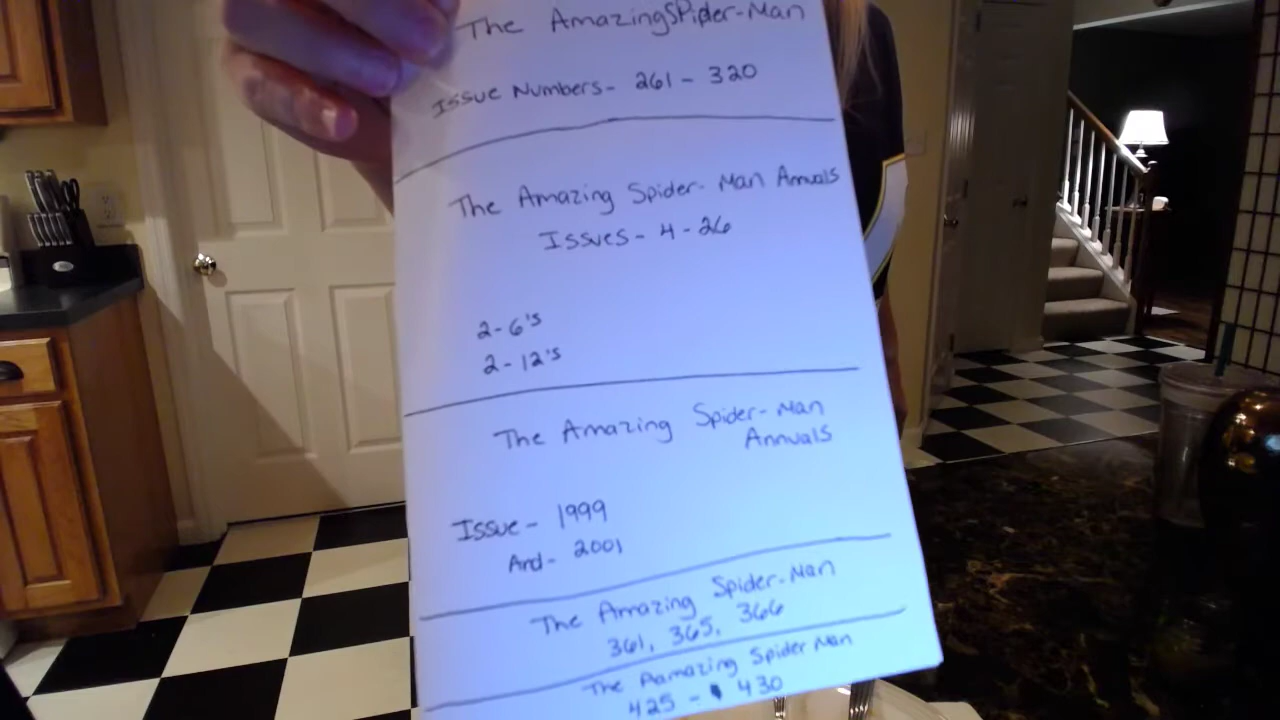 The Amazing Spider-Man
Issue Numbers- 261 - 320
The Amazing Spider-Man Annuals
Issues - 4 - 26
2 - 6's
2 - 12's
The Amazing Spider-Man
Annuals
Issue - 1999
And - 2001
The Amazing Spider-Man
361, 365, 366
The Aamazing Spider Man
425 - 430